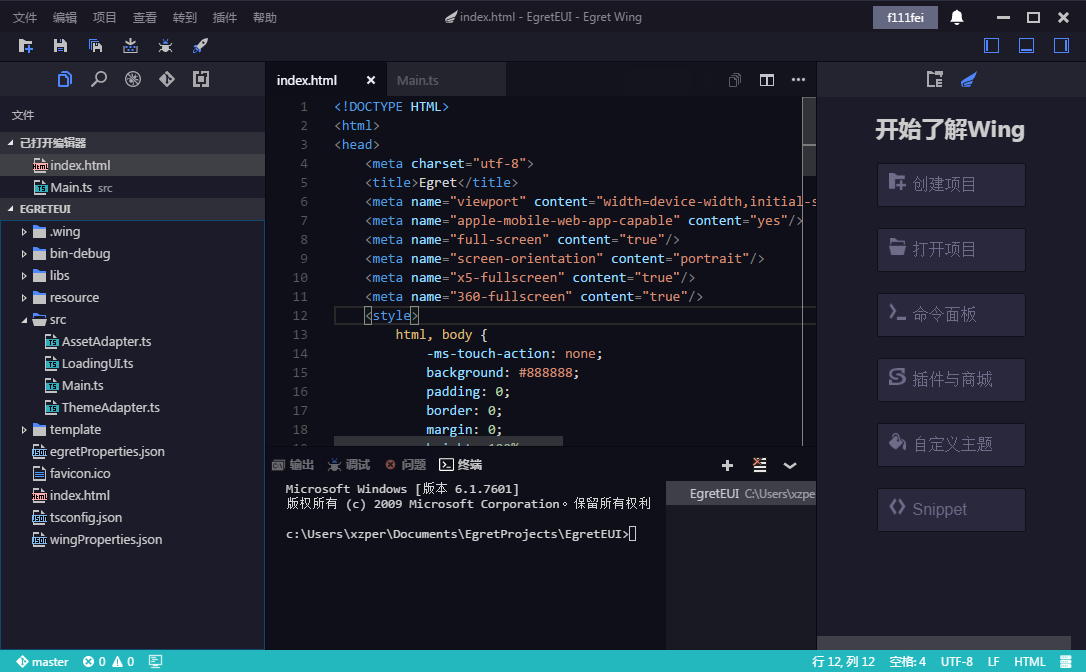 文件 编辑 项目 查看 转到 插件 帮助
index.html - EgretEUI - Egret Wing
f111fei
文件
已打开编辑器
index.html
Main.ts src
EGRETEUI
.wing
bin-debug
libs
resource
src
AssetAdapter.ts
LoadingUI.ts
Main.ts
ThemeAdapter.ts
template
egretProperties.json
favicon.ico
index.html
tsconfig.json
wingProperties.json
index.html Main.ts
1 <!DOCTYPE HTML>
2 <html>
3 <head>
4 <meta charset="utf-8">
5 <title>Egret</title>
6 <meta name="viewport" content="width=device-width,initial-s
7 <meta name="apple-mobile-web-app-capable" content="yes"/>
8 <meta name="full-screen" content="true"/>
9 <meta name="screen-orientation" content="portrait"/>
10 <meta name="x5-fullscreen" content="true"/>
11 <meta name="360-fullscreen" content="true"/>
12 <style>
13 html, body {
14 -ms-touch-action: none;
15 background: #888888;
16 padding: 0;
17 border: 0;
18 margin: 0;
输出 调试 问题 终端
Microsoft Windows [版本 6.1.7601]
版权所有 (c) 2009 Microsoft Corporation。保留所有权利
c:\Users\xzper\Documents\EgretProjects\EgretEUI>
EgretEUI C:\Users\xzpe
开始了解Wing
创建项目
打开项目
命令面板
插件与商城
自定义主题
Snippet
master 0 0
行 12, 列 12 空格: 4 UTF-8 LF HTML